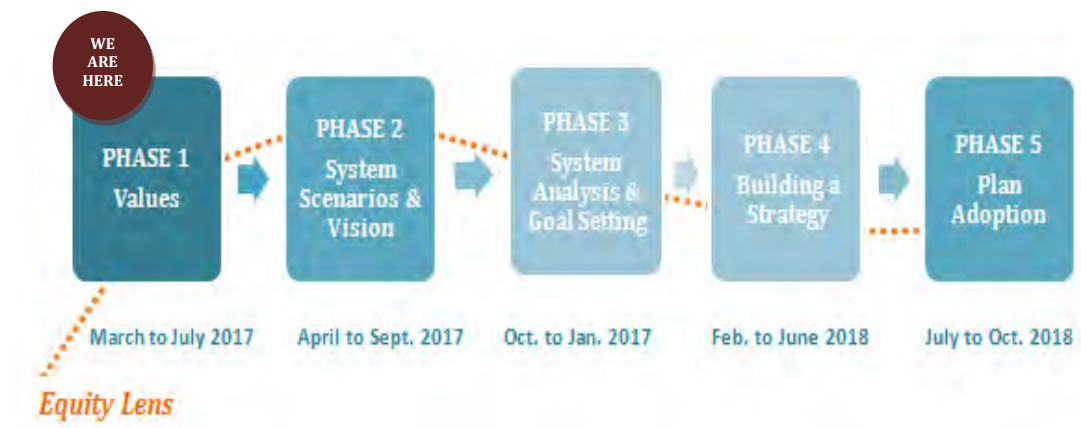 WE
ARE
HERE
PHASE 1
Values
PHASE 2
System
Scenarios &
Vision
PHASE 3
System
Analysis &
Goal Setting
PHASE 4
Building a
Strategy
PHASE 5
Plan
Adoption
March to July 2017
April to Sept. 2017
Oct. to Jan. 2017
Feb. to June 2018
July to Oct. 2018
Equity Lens